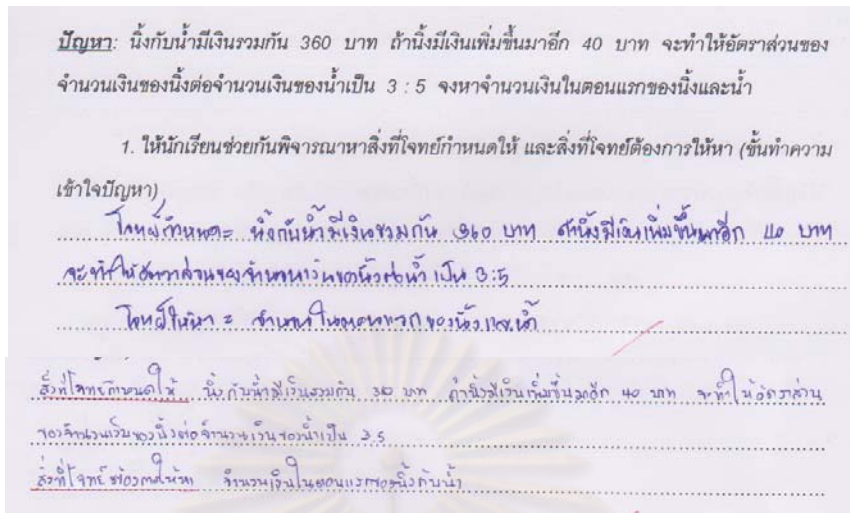 ปัญหา: นิ้งกับน้ำมีเงินรวมกัน 360 บาท ถ้านิ้งมีเงินเพิ่มขึ้นมาอีก 40 บาท จะทำให้อัตราส่วนของ
จำนวนเงินของนิ้งต่อจำนวนเงินของน้ำเป็น 3 : 5 จงหาจำนวนเงินในตอนแรกของนิ้งและน้ำ
1. ให้นักเรียนช่วยกันพิจารณาหาสิ่งที่โจทย์กำหนดให้ และสิ่งที่โจทย์ต้องการให้หา (ขั้นทำความ
เข้าใจปัญหา)
โจทย์กำหนด = นิ้งกับน้ำมีเงินรวมกัน 360 บาท ถ้านิ้งมีเงินเพิ่มขึ้นมาอีก 40 บาท
จะทำให้อัตราส่วนของจำนวนเงินของนิ้งต่อน้ำ เป็น 3:5
โจทย์ให้หา = จำนวนในตอนแรกของนิ้งและน้ำ
สิ่งที่โจทย์กำหนดให้ นิ้งกับน้ำมีเงินรวมกัน 360 บาท ถ้านิ้งมีเงินเพิ่มขึ้นมาอีก 40 บาท จะทำให้อัตราส่วน
ของจำนวนเงินของนิ้งต่อจำนวนเงินของน้ำเป็น 3:5
สิ่งที่โจทย์ต้องการให้หา จำนวนเงินในตอนแรกของนิ้งกับน้ำ